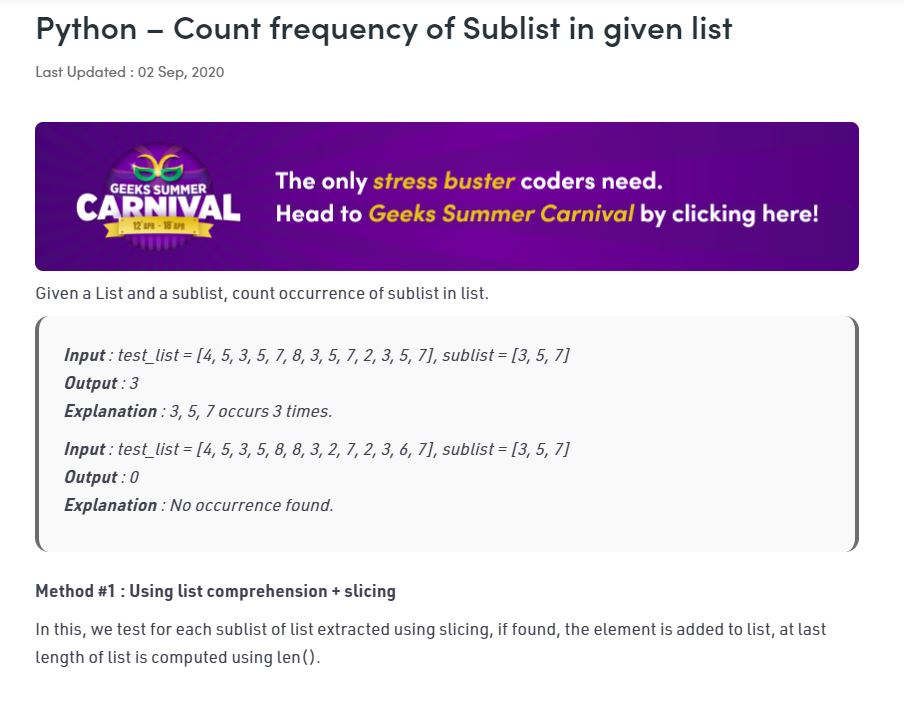 Python – Count frequency of Sublist in given list
Last Updated : 02 Sep, 2020
GEEKS SUMMER
CARNIVAL
12 APR - 18 APR
The only stress buster coders need.
Head to Geeks Summer Carnival by clicking here!
Given a List and a sublist, count occurrence of sublist in list.
Input : test_list = [4, 5, 3, 5, 7, 8, 3, 5, 7, 2, 3, 5, 7], sublist = [3, 5, 7]
Output : 3
Explanation : 3, 5, 7 occurs 3 times.
Input : test_list = [4, 5, 3, 5, 8, 8, 3, 2, 7, 2, 3, 6, 7], sublist = [3, 5, 7]
Output : 0
Explanation : No occurrence found.
Method #1 : Using list comprehension + slicing
In this, we test for each sublist of list extracted using slicing, if found, the element is added to list, at last
length of list is computed using len().